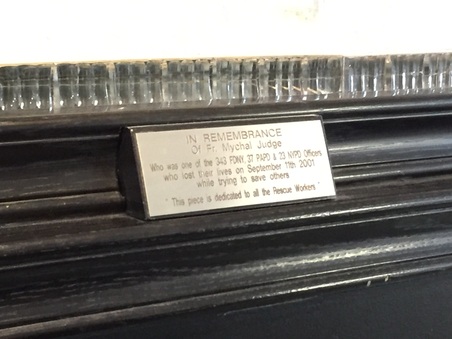 IN REMEMBRANCE
Of Fr. Mychal Judge
Who was one of the 343 FDNY, 37 PAPD & 23 NYPD Officers
who lost their lives on September 11th 2001
while trying to save others
"This piece is dedicated to all the Rescue Workers"